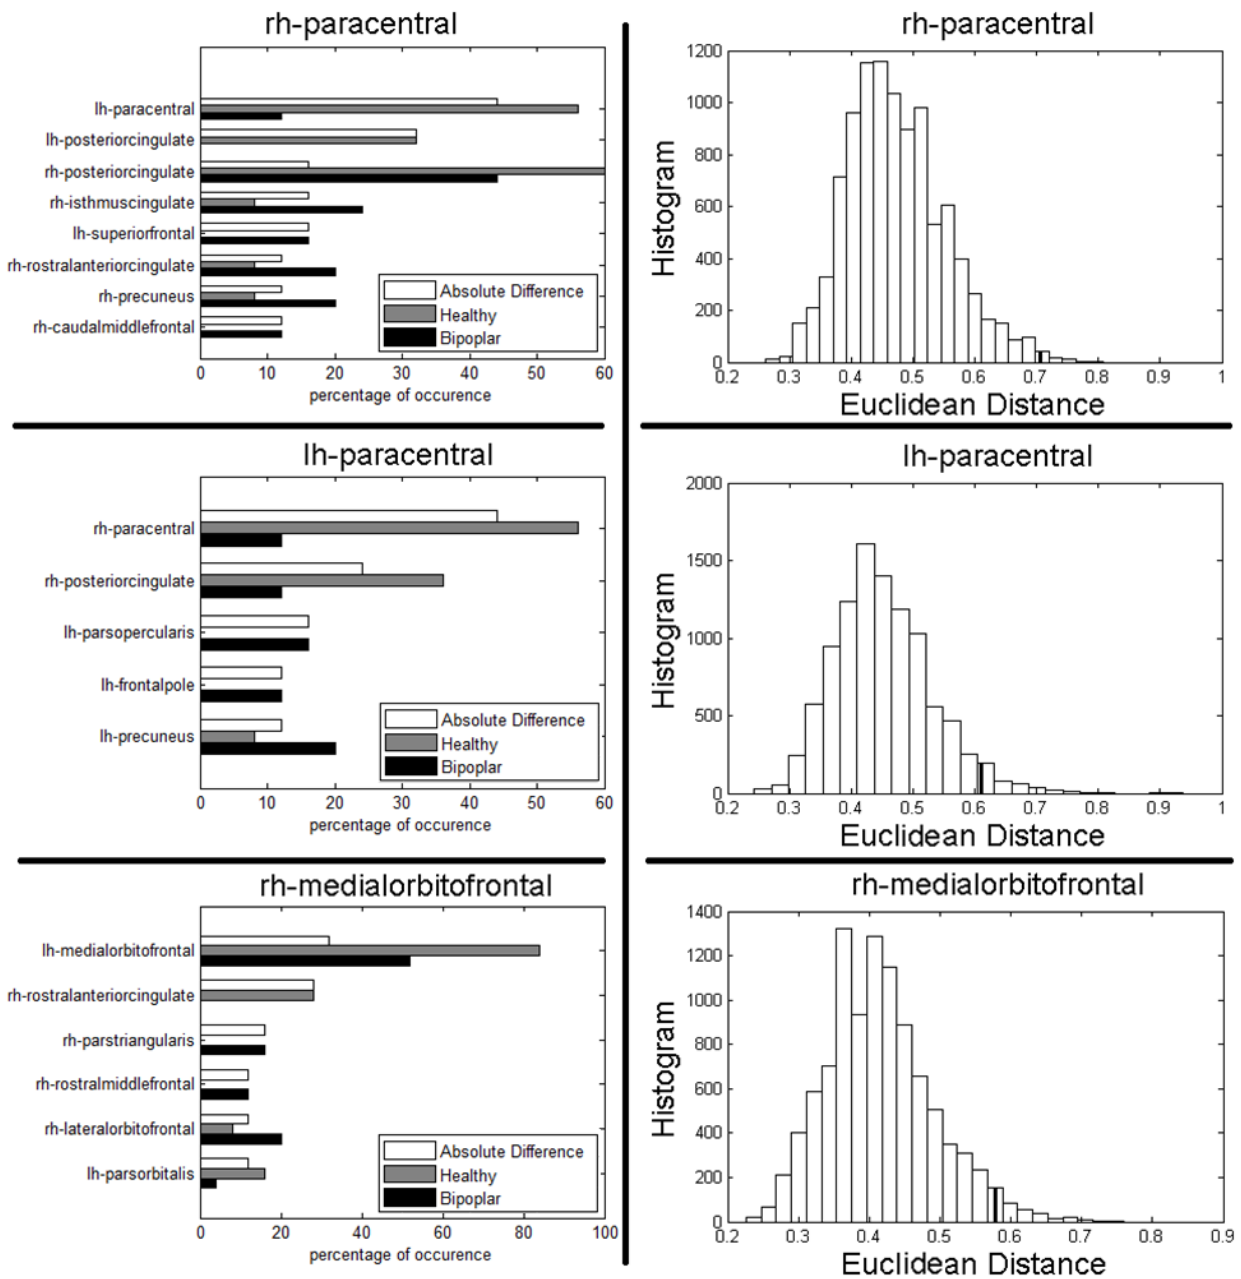 rh-paracentral
lh-paracentral
lh-posteriorcingulate
rh-posteriorcingulate
rh-isthmuscingulate
lh-superiorfrontal
rh-rostralanteriorcingulate
rh-precuneus
rh-caudalmiddlefrontal
Absolute Difference
Healthy
Bipoplar
0 10 20 30 40 50 60
percentage of occurence
rh-paracentral
1200
1000
800
600
400
200
0
Histogram
0.2 0.3 0.4 0.5 0.6 0.7 0.8 0.9 1
Euclidean Distance
lh-paracentral
rh-paracentral
rh-posteriorcingulate
lh-parsopercularis
lh-frontalpole
lh-precuneus
Absolute Difference
Healthy
Bipoplar
0 10 20 30 40 50 60
percentage of occurence
lh-paracentral
2000
1500
1000
500
0
Histogram
0.2 0.3 0.4 0.5 0.6 0.7 0.8 0.9 1
Euclidean Distance
rh-medialorbitofrontal
lh-medialorbitofrontal
rh-rostralanteriorcingulate
rh-parstriangularis
rh-rostralmiddlefrontal
rh-lateralorbitofrontal
lh-parsorbitalis
Absolute Difference
Healthy
Bipoplar
0 20 40 60 80 100
percentage of occurence
rh-medialorbitofrontal
1400
1200
1000
800
600
400
200
0
Histogram
0.2 0.3 0.4 0.5 0.6 0.7 0.8 0.9
Euclidean Distance